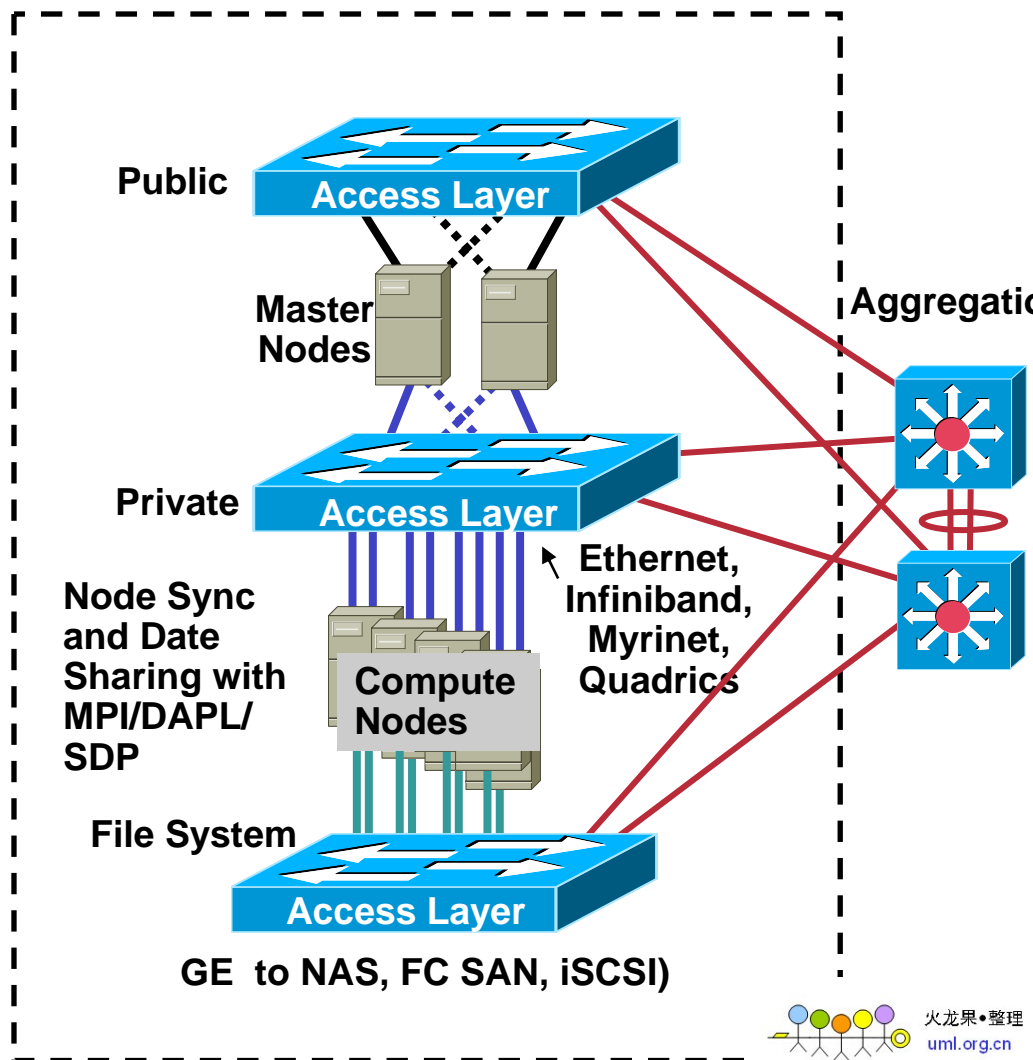 Public
Access Layer
Master
Nodes
Aggregatio
Private
Access Layer
Ethernet,
Infiniband,
Myrinet,
Quadrics
Node Sync
and Date
Sharing with
MPI/DAPL/
SDP
Compute
Nodes
File System
Access Layer
GE to NAS, FC SAN, iSCSI)
火龙果•整理
uml.org.cn